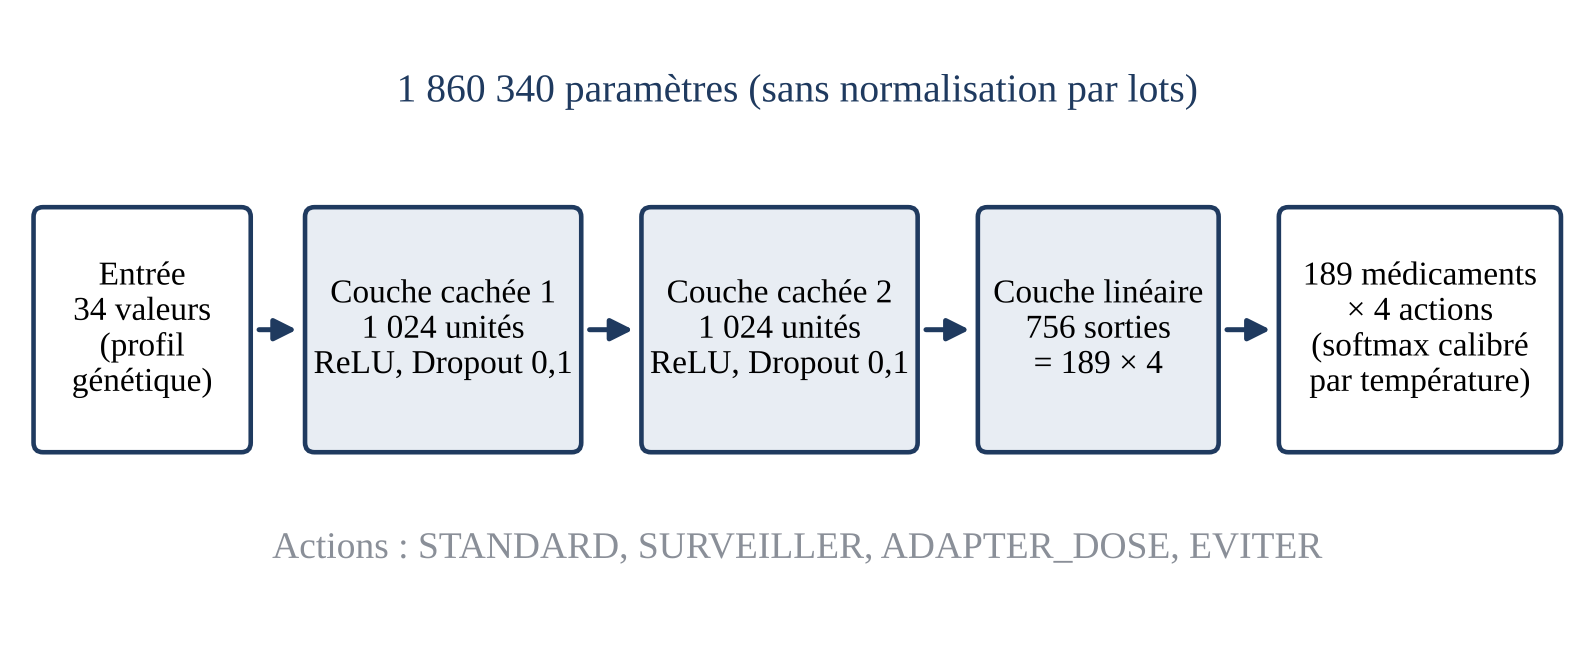 1 860 340 paramètres (sans normalisation par lots)
Entrée
34 valeurs
(profil
génétique)
Couche cachée 1
1 024 unités
ReLU, Dropout 0,1
Couche cachée 2
1 024 unités
ReLU, Dropout 0,1
Couche linéaire
756 sorties
= 189 × 4
189 médicaments
× 4 actions
(softmax calibré
par température)
Actions : STANDARD, SURVEILLER, ADAPTER_DOSE, EVITER